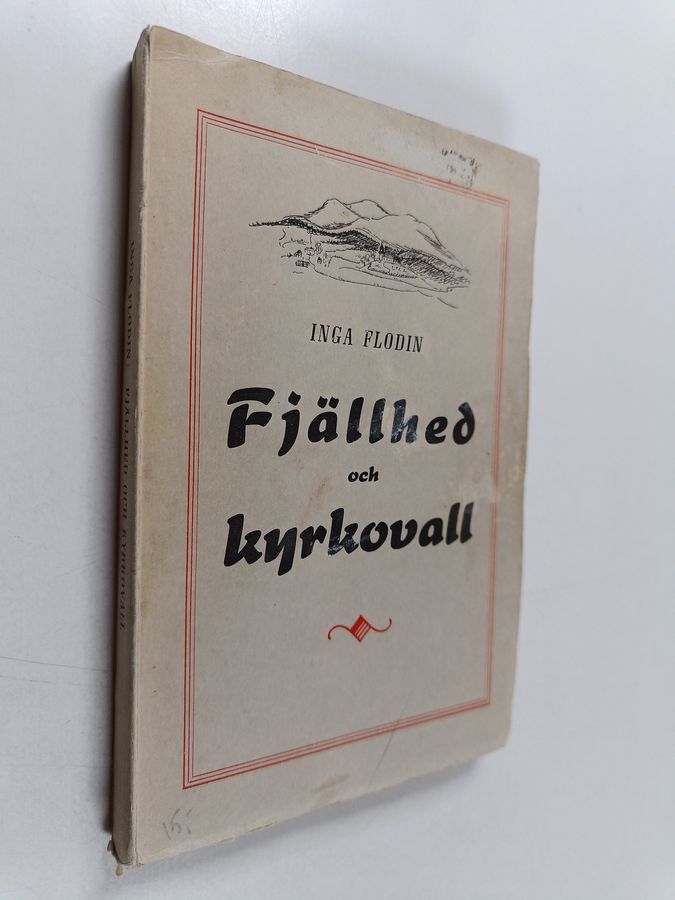 INGA FLODIN
Fjällhed
och
kyrkovall
INGA FLODIN: FJÄLLHED OCH KYRKOVALL